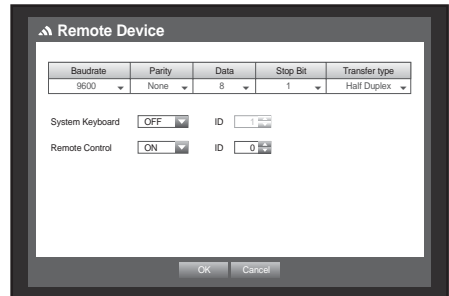 Remote Device
Baudrate Parity Data Stop Bit Transfer type
9600 None 8 1 Half Duplex
System Keyboard OFF ID 1
Remote Control ON ID 0
OK Cancel